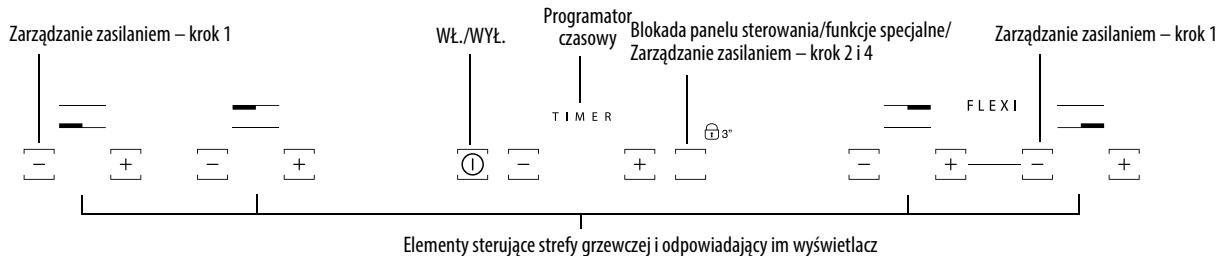 Zarządzanie zasilaniem – krok 1
WŁ./WYŁ.
Programator
czasowy
Blokada panelu sterowania/funkcje specjalne/
Zarządzanie zasilaniem – krok 2 i 4
Zarządzanie zasilaniem – krok 1
TIMER
3”
FLEXI
− + − + − + − + − +
Elementy sterujące strefy grzewczej i odpowiadający im wyświetlacz